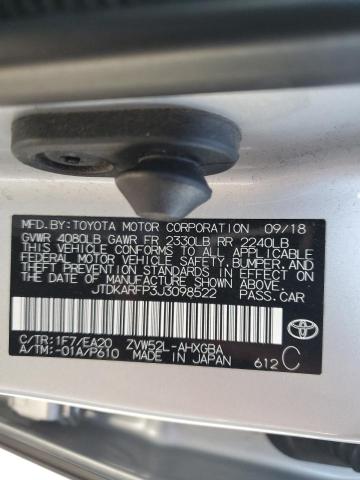 MFD. BY: TOYOTA MOTOR CORPORATION 09/18
GVWR 4080LB GAWR FR 2330LB RR 2240LB
THIS VEHICLE CONFORMS TO ALL APPLICABLE
FEDERAL MOTOR VEHICLE SAFETY, BUMPER, AND
THEFT PREVENTION STANDARDS IN EFFECT ON
THE DATE OF MANUFACTURE SHOWN ABOVE.
JTDKARFP3J3098522 PASS. CAR
C/TR: 1F7/EA20 ZVW52L-AHXGBA
A/TM: -01A/P610 MADE IN JAPAN 612 C
TOYOTA